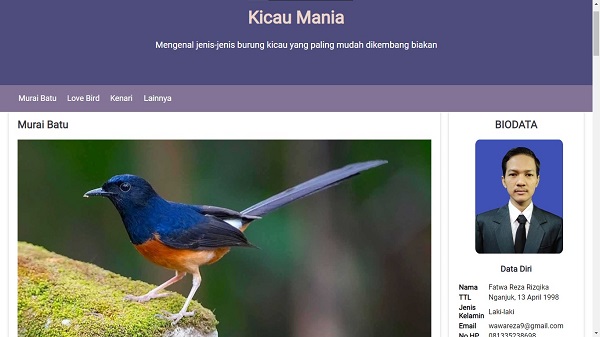 Kicau Mania
Mengenal jenis-jenis burung kicau yang paling mudah dikembang biakan
Murai Batu Love Bird Kenari Lainnya
Murai Batu
BIODATA
Data Diri
Nama Fatwa Reza Rizqika
TTL Nganjuk, 13 April 1998
Jenis Kelamin Laki-laki
Email wawareza9@gmail.com
No HP 081335238698